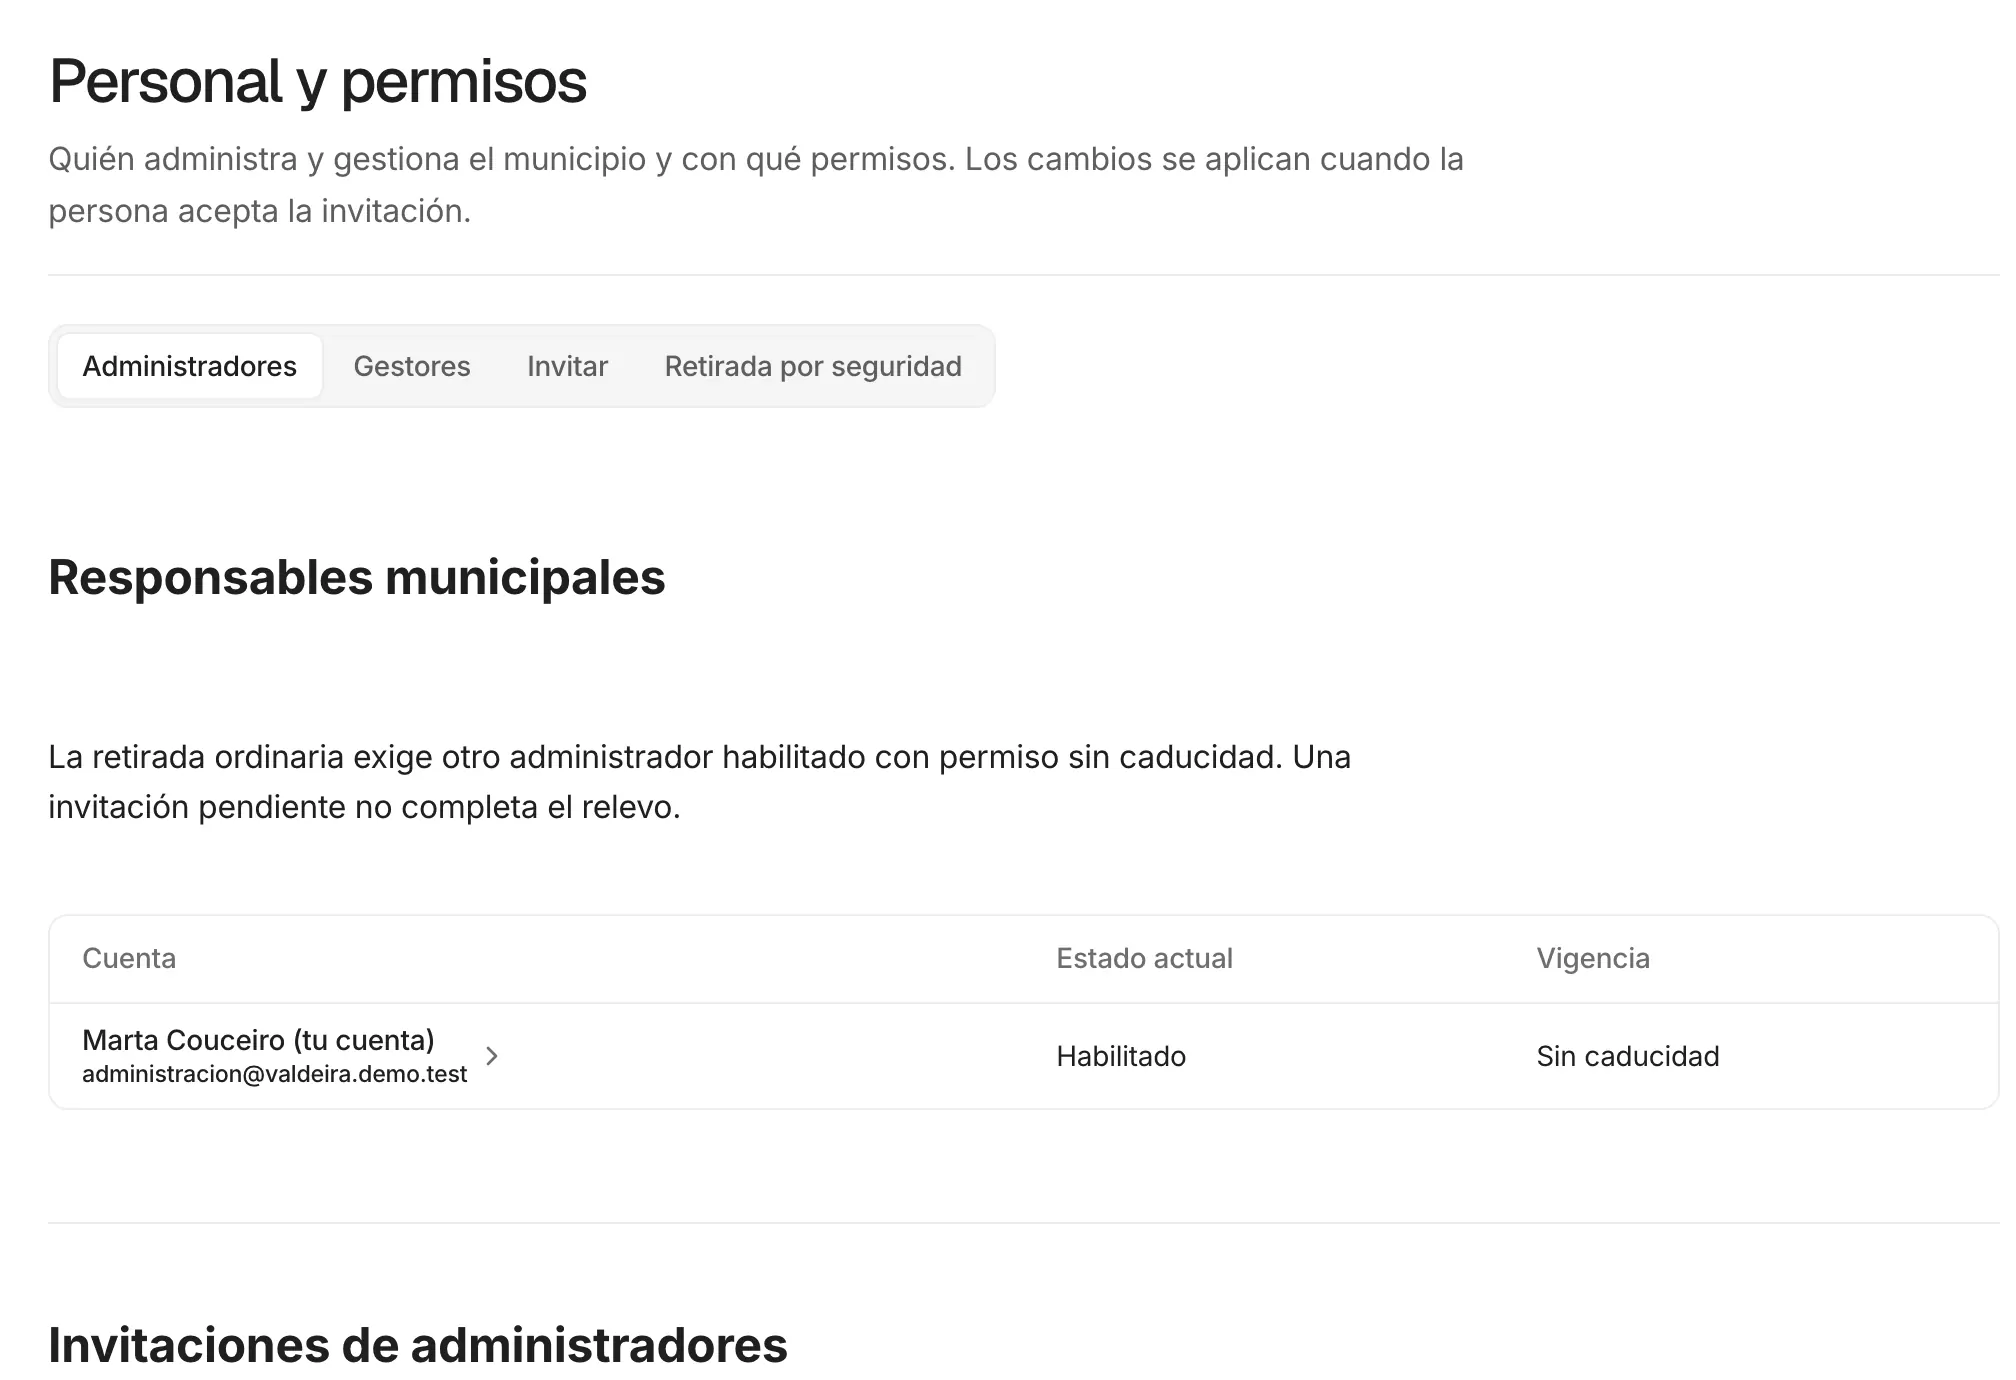 Personal y permisos
Quién administra y gestiona el municipio y con qué permisos. Los cambios se aplican cuando la
persona acepta la invitación.
Administradores
Gestores
Invitar
Retirada por seguridad
Responsables municipales
La retirada ordinaria exige otro administrador habilitado con permiso sin caducidad. Una
invitación pendiente no completa el relevo.
Cuenta
Estado actual
Vigencia
Marta Couceiro (tu cuenta)
administracion@valdeira.demo.test
Habilitado
Sin caducidad
Invitaciones de administradores